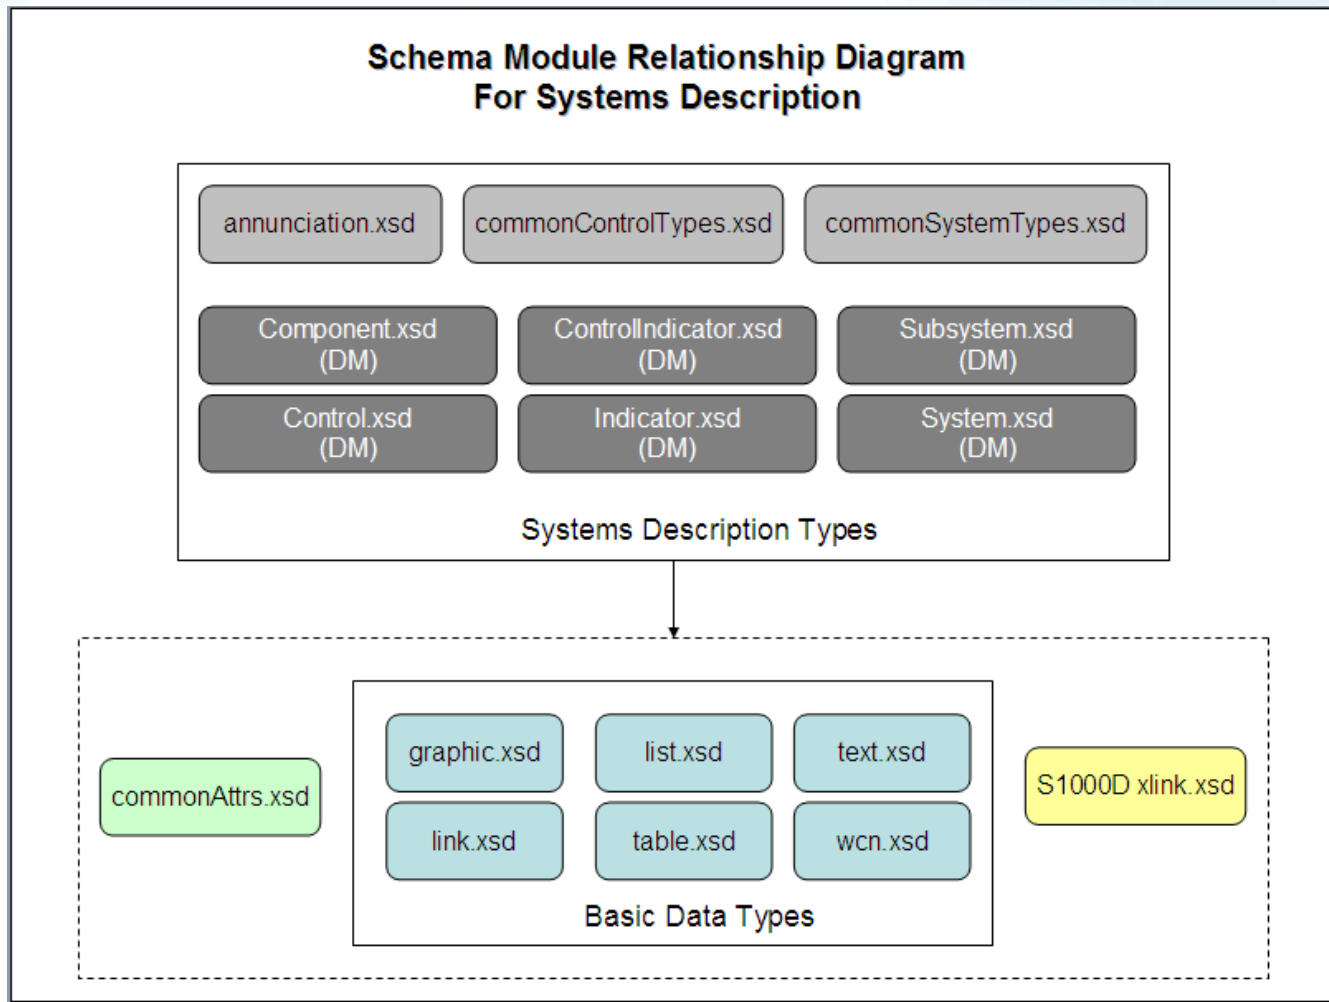 Schema Module Relationship Diagram
For Systems Description
annunciation.xsd
commonControlTypes.xsd
commonSystemTypes.xsd
Component.xsd
(DM)
ControlIndicator.xsd
(DM)
Subsystem.xsd
(DM)
Control.xsd
(DM)
Indicator.xsd
(DM)
System.xsd
(DM)
Systems Description Types
graphic.xsd
list.xsd
text.xsd
commonAttrs.xsd
S1000D xlink.xsd
link.xsd
table.xsd
wcn.xsd
Basic Data Types